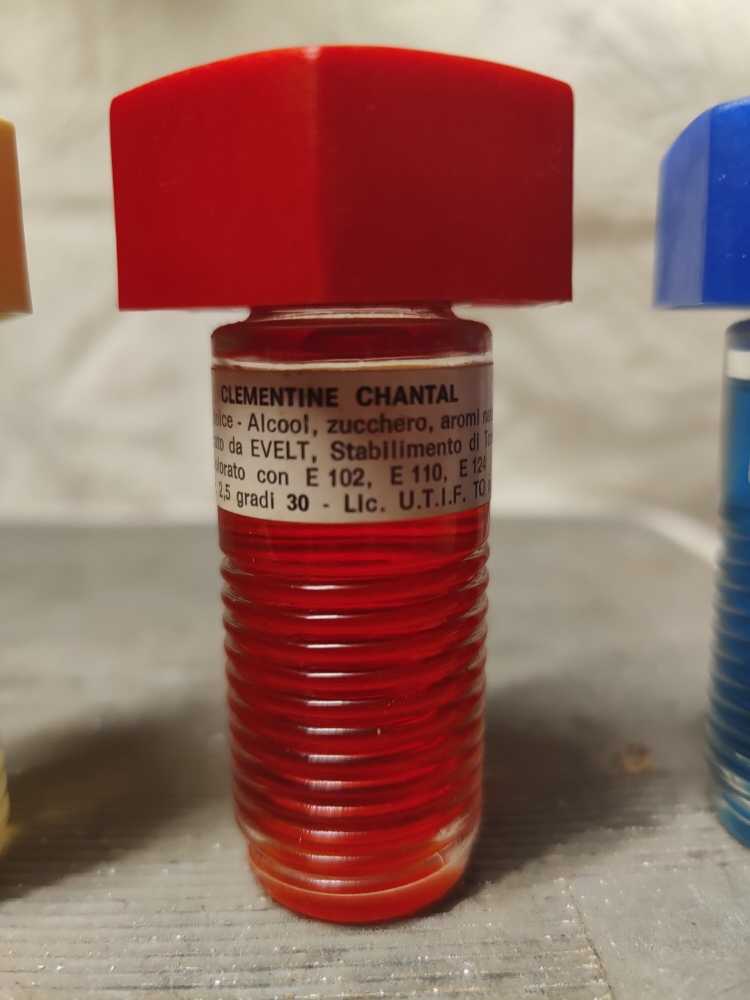 CLEMENTINE CHANTAL
- Alcool, zucchero, aromi
da EVELT, Stabilimento di
con E 102, E 110, E 124
2,5 gradi 30 - Lic. U.T.I.F. TO